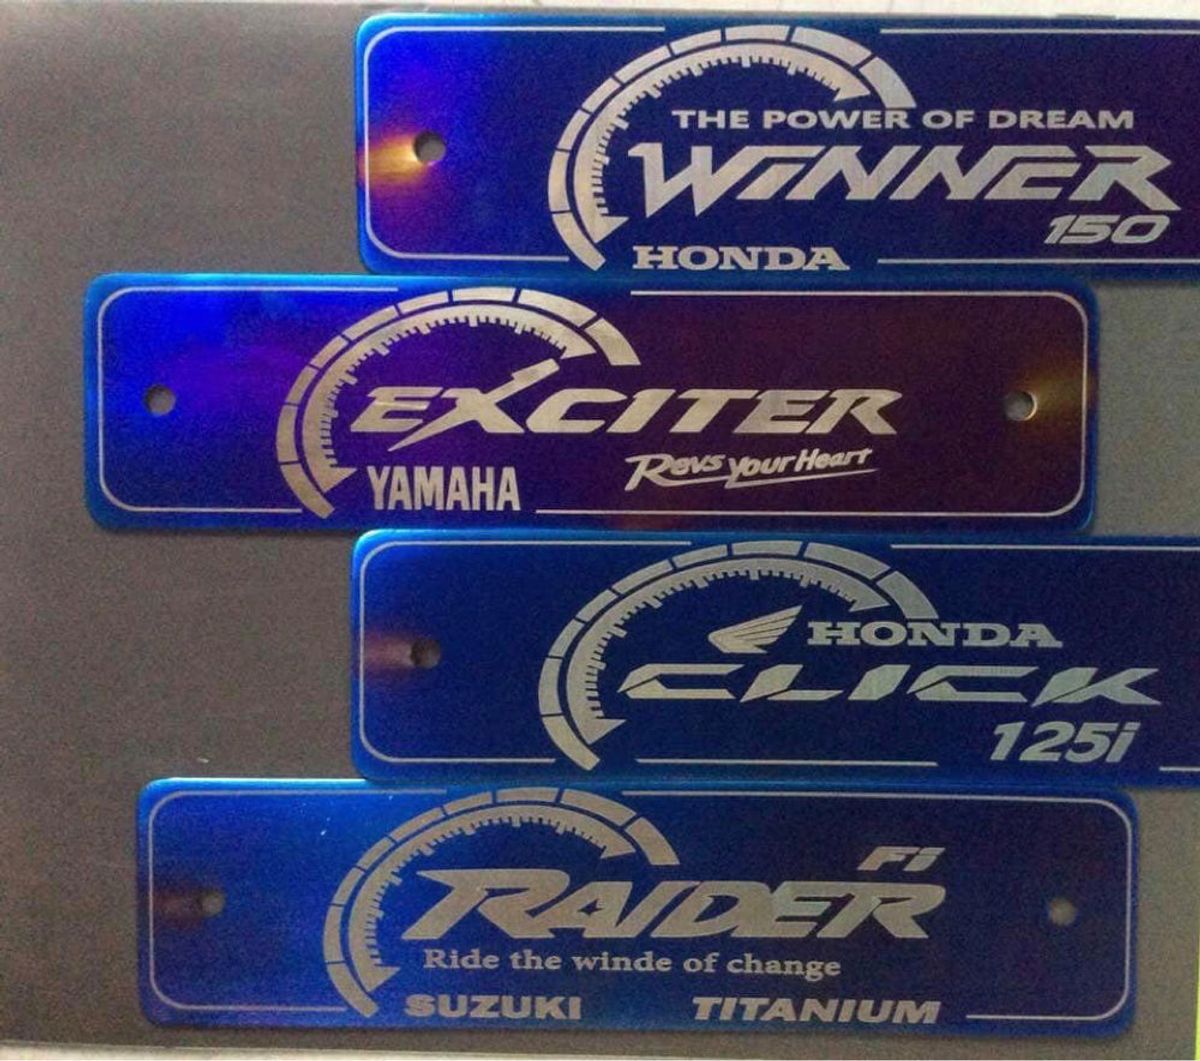 THE POWER OF DREAM
WiNNER
150
HONDA
EXCITER
YAMAHA
Revs Your Heart
HONDA
CLICK
125i
Fi
RAIDER
Ride the winde of change
SUZUKI TITANIUM